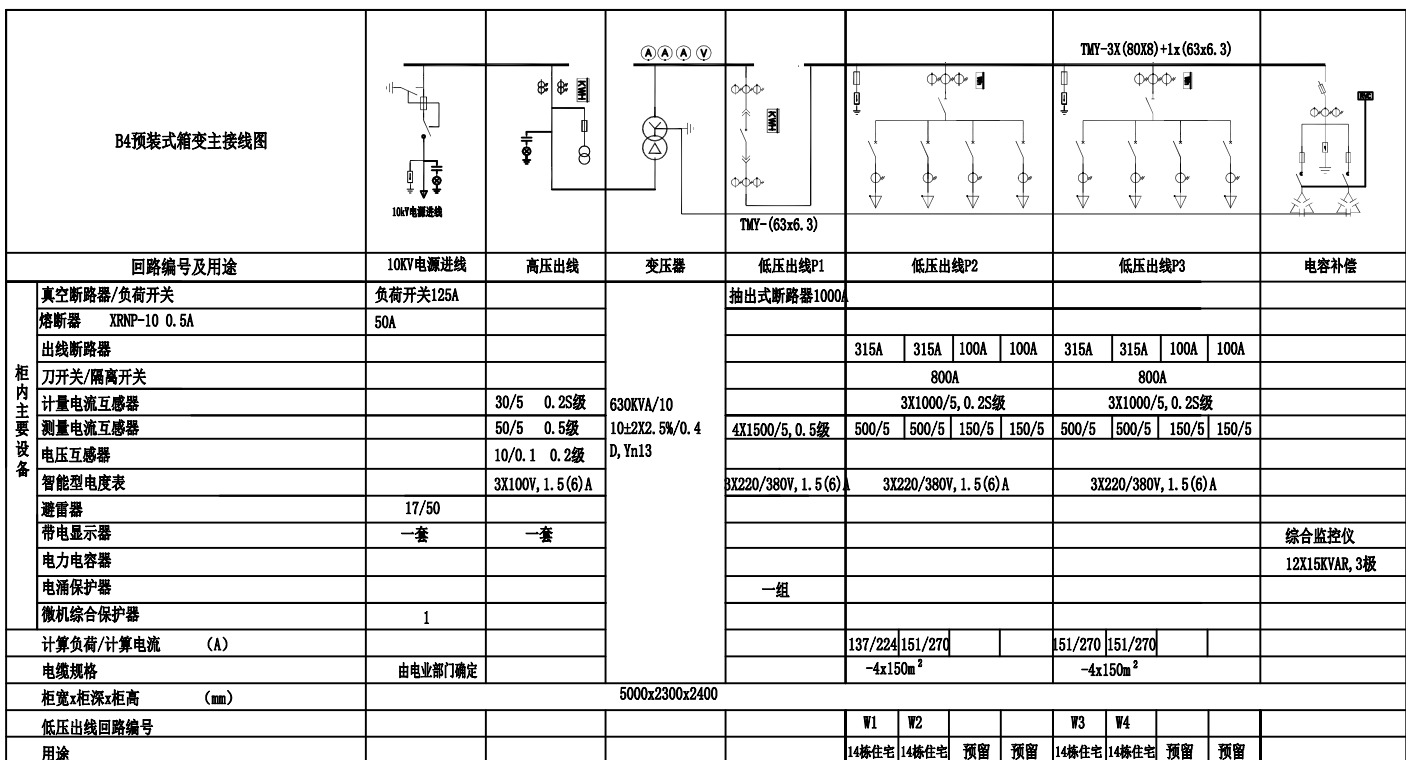 TMY-3X(80X8)+1x(63x6.3)
A A A V
KWH
KWH
B4预装式箱变主接线图
10kV电源进线
TMY-(63x6.3)
回路编号及用途 10KV电源进线 高压出线 变压器 低压出线P1 低压出线P2 低压出线P3 电容补偿
柜内主要设备
真空断路器/负荷开关 负荷开关125A 抽出式断路器1000A
熔断器 XRNP-10 0.5A 50A
出线断路器 315A 315A 100A 100A 315A 315A 100A 100A
刀开关/隔离开关 800A 800A
计量电流互感器 30/5 0.2S级 630KVA/10 3X1000/5,0.2S级 3X1000/5,0.2S级
测量电流互感器 50/5 0.5级 10±2X2.5%/0.4 4X1500/5,0.5级 500/5 500/5 150/5 150/5 500/5 500/5 150/5 150/5
电压互感器 10/0.1 0.2级 D,Yn13
智能型电度表 3X100V,1.5(6)A 3X220/380V,1.5(6)A 3X220/380V,1.5(6)A 3X220/380V,1.5(6)A
避雷器 17/50
带电显示器 一套 一套 综合监控仪
电力电容器 12X15KVAR,3极
电涌保护器 一组
微机综合保护器 1
计算负荷/计算电流 (A) 137/224 151/270 151/270 151/270
电缆规格 由电业部门确定 -4x150m² -4x150m²
柜宽x柜深x柜高 (mm) 5000x2300x2400
低压出线回路编号 W1 W2 W3 W4
用途 14栋住宅 14栋住宅 预留 预留 14栋住宅 14栋住宅 预留 预留